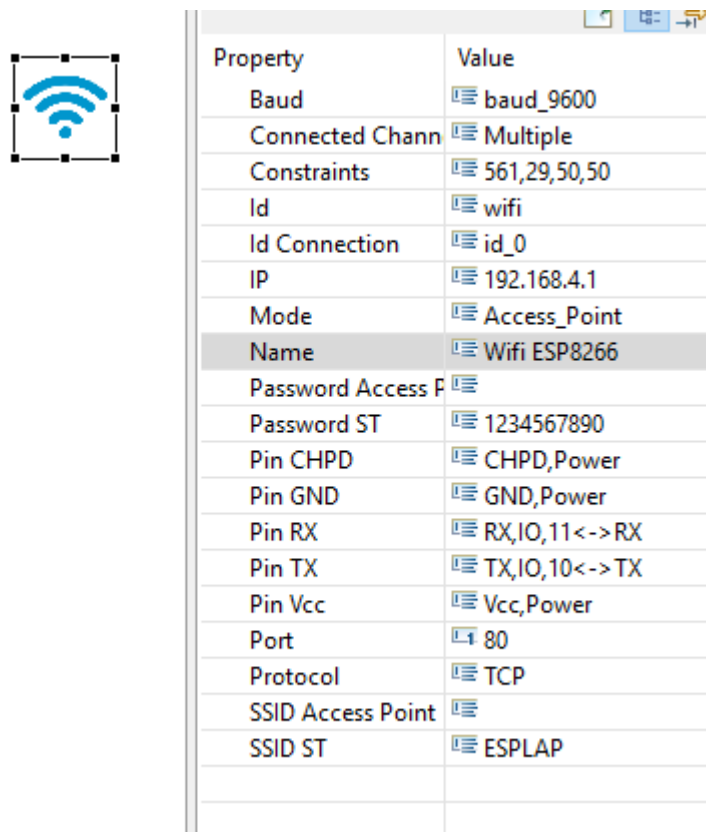 Property Value
Baud baud_9600
Connected Chann Multiple
Constraints 561,29,50,50
Id wifi
Id Connection id_0
IP 192.168.4.1
Mode Access_Point
Name Wifi ESP8266
Password Access P
Password ST 1234567890
Pin CHPD CHPD,Power
Pin GND GND,Power
Pin RX RX,IO,11<->RX
Pin TX TX,IO,10<->TX
Pin Vcc Vcc,Power
Port 80
Protocol TCP
SSID Access Point
SSID ST ESPLAP